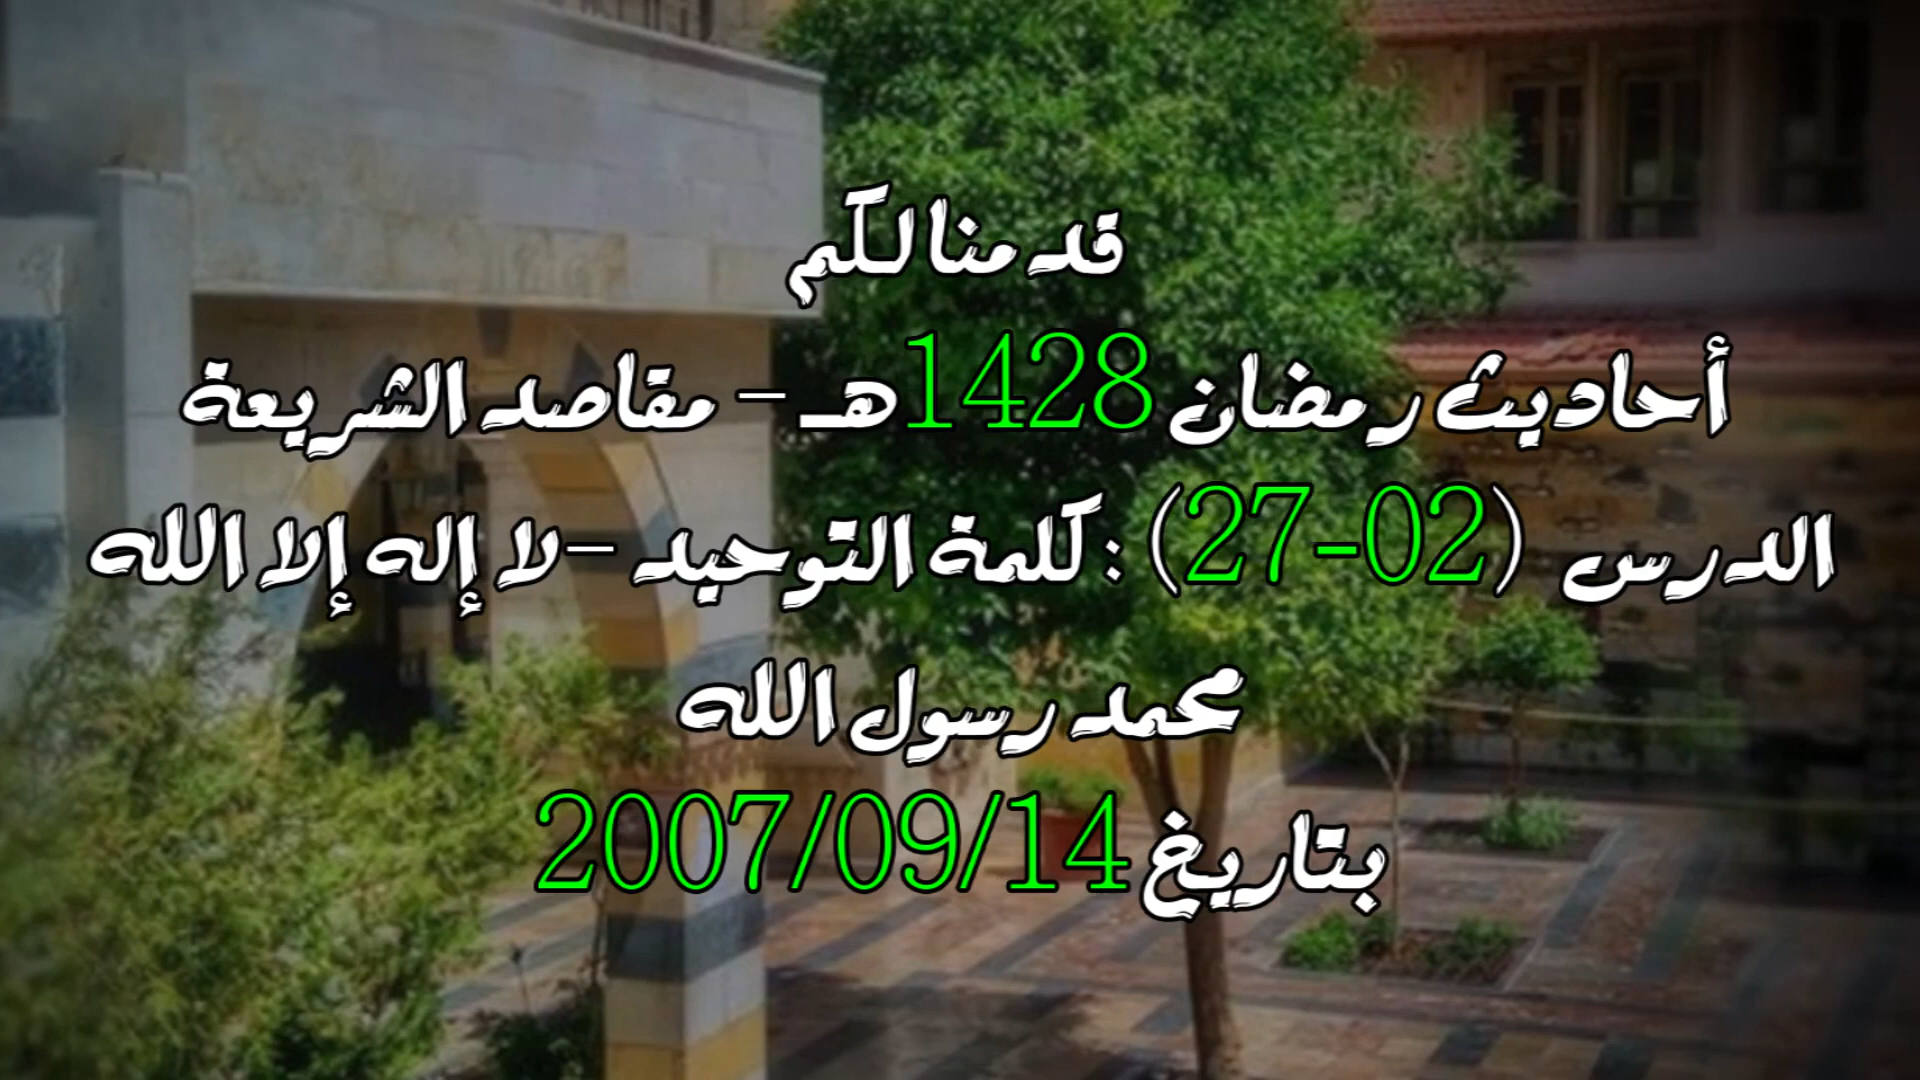 قدمنا لكم
أحاديث رمضان 1428هـ - مقاصد الشريعة
الدرس (02-27) : كلمة التوحيد - لا إله إلا الله
محمد رسول الله
بتاريخ 2007/09/14